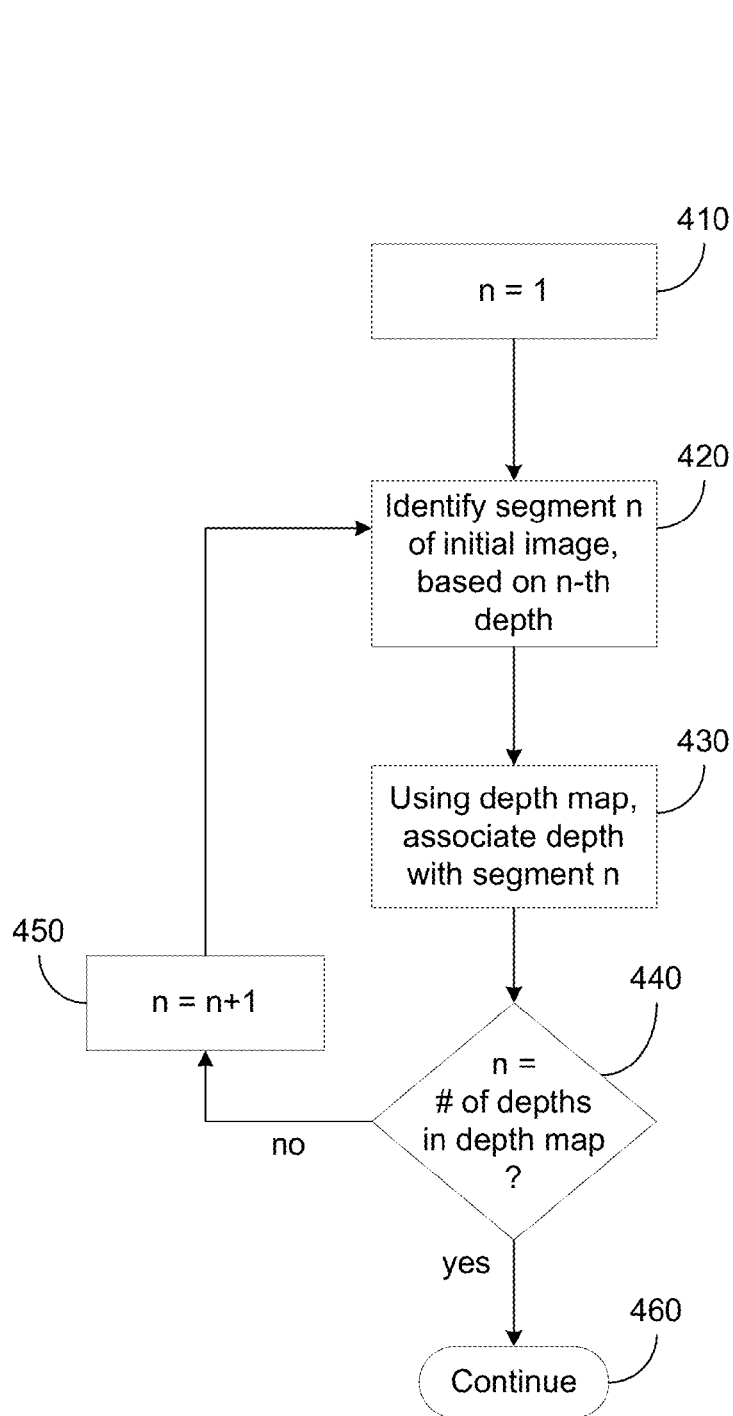 410
n = 1
420
Identify segment n
of initial image,
based on n-th
depth
430
Using depth map,
associate depth
with segment n
450
n = n+1
440
n =
# of depths
in depth map
?
no
yes
460
Continue